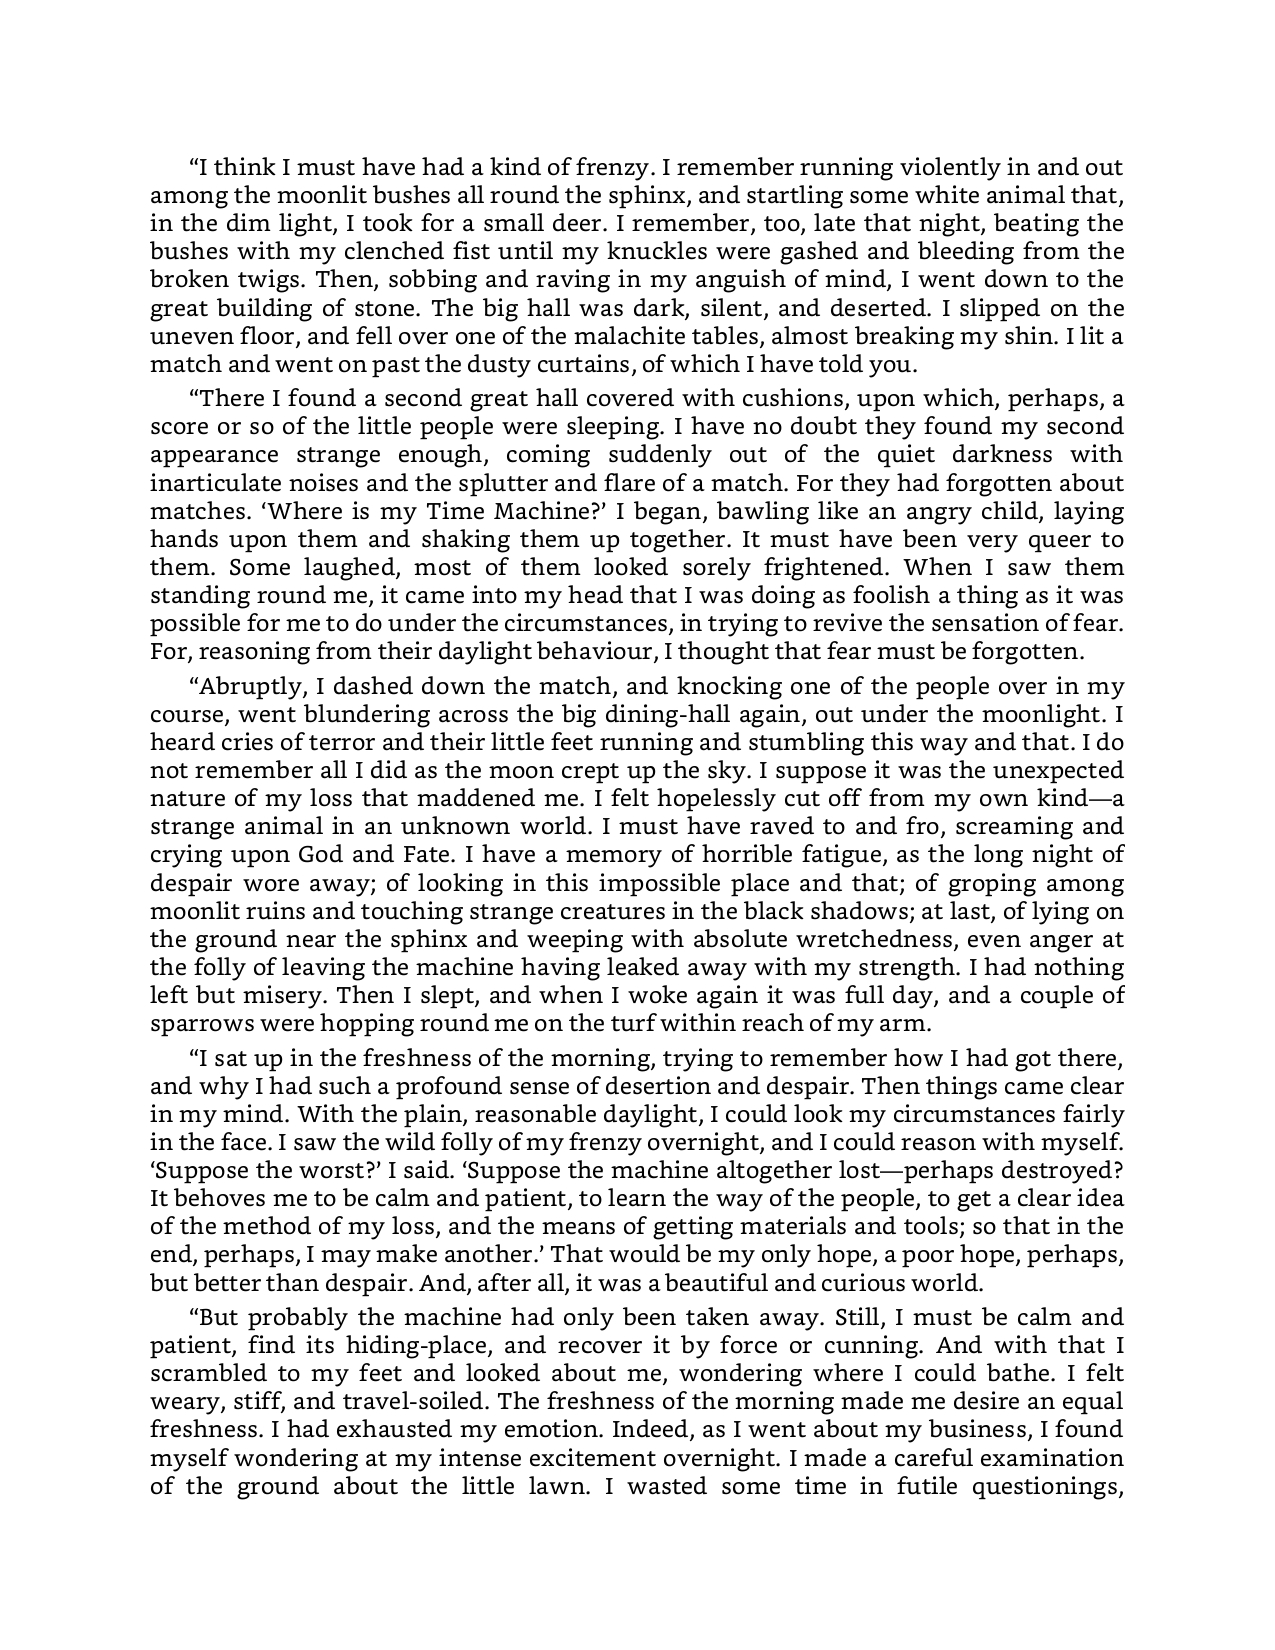 “I think I must have had a kind of frenzy. I remember running violently in and out
among the moonlit bushes all round the sphinx, and startling some white animal that,
in the dim light, I took for a small deer. I remember, too, late that night, beating the
bushes with my clenched fist until my knuckles were gashed and bleeding from the
broken twigs. Then, sobbing and raving in my anguish of mind, I went down to the
great building of stone. The big hall was dark, silent, and deserted. I slipped on the
uneven floor, and fell over one of the malachite tables, almost breaking my shin. I lit a
match and went on past the dusty curtains, of which I have told you.
“There I found a second great hall covered with cushions, upon which, perhaps, a
score or so of the little people were sleeping. I have no doubt they found my second
appearance strange enough, coming suddenly out of the quiet darkness with
inarticulate noises and the splutter and flare of a match. For they had forgotten about
matches. ‘Where is my Time Machine?’ I began, bawling like an angry child, laying
hands upon them and shaking them up together. It must have been very queer to
them. Some laughed, most of them looked sorely frightened. When I saw them
standing round me, it came into my head that I was doing as foolish a thing as it was
possible for me to do under the circumstances, in trying to revive the sensation of fear.
For, reasoning from their daylight behaviour, I thought that fear must be forgotten.
“Abruptly, I dashed down the match, and knocking one of the people over in my
course, went blundering across the big dining-hall again, out under the moonlight. I
heard cries of terror and their little feet running and stumbling this way and that. I do
not remember all I did as the moon crept up the sky. I suppose it was the unexpected
nature of my loss that maddened me. I felt hopelessly cut off from my own kind—a
strange animal in an unknown world. I must have raved to and fro, screaming and
crying upon God and Fate. I have a memory of horrible fatigue, as the long night of
despair wore away; of looking in this impossible place and that; of groping among
moonlit ruins and touching strange creatures in the black shadows; at last, of lying on
the ground near the sphinx and weeping with absolute wretchedness, even anger at
the folly of leaving the machine having leaked away with my strength. I had nothing
left but misery. Then I slept, and when I woke again it was full day, and a couple of
sparrows were hopping round me on the turf within reach of my arm.
“I sat up in the freshness of the morning, trying to remember how I had got there,
and why I had such a profound sense of desertion and despair. Then things came clear
in my mind. With the plain, reasonable daylight, I could look my circumstances fairly
in the face. I saw the wild folly of my frenzy overnight, and I could reason with myself.
‘Suppose the worst?’ I said. ‘Suppose the machine altogether lost—perhaps destroyed?
It behoves me to be calm and patient, to learn the way of the people, to get a clear idea
of the method of my loss, and the means of getting materials and tools; so that in the
end, perhaps, I may make another.’ That would be my only hope, a poor hope, perhaps,
but better than despair. And, after all, it was a beautiful and curious world.
“But probably the machine had only been taken away. Still, I must be calm and
patient, find its hiding-place, and recover it by force or cunning. And with that I
scrambled to my feet and looked about me, wondering where I could bathe. I felt
weary, stiff, and travel-soiled. The freshness of the morning made me desire an equal
freshness. I had exhausted my emotion. Indeed, as I went about my business, I found
myself wondering at my intense excitement overnight. I made a careful examination
of the ground about the little lawn. I wasted some time in futile questionings,